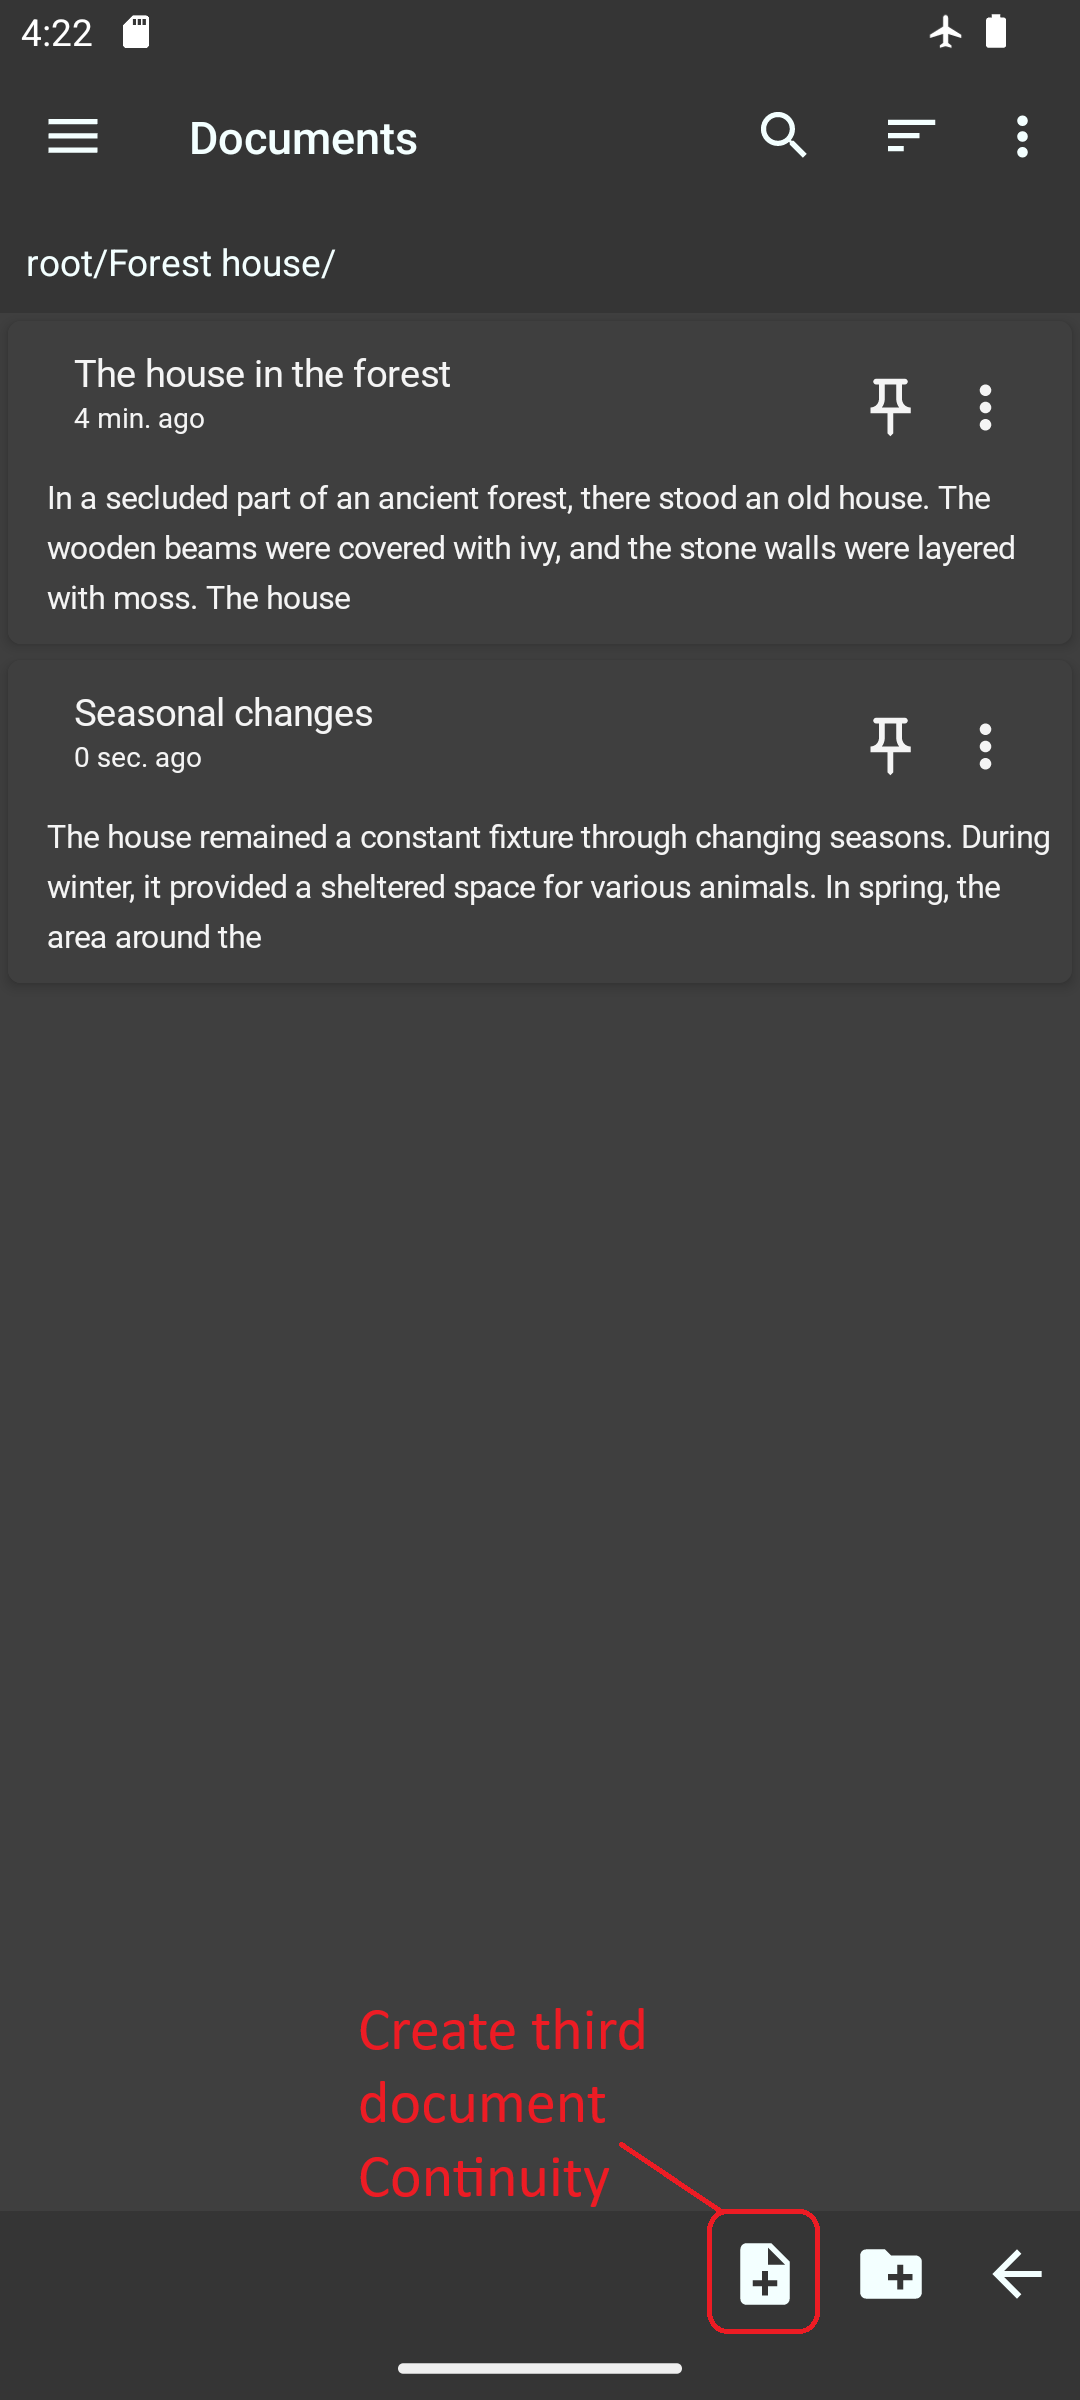 4:22
Documents
root/Forest house/
The house in the forest
4 min. ago
In a secluded part of an ancient forest, there stood an old house. The
wooden beams were covered with ivy, and the stone walls were layered
with moss. The house
Seasonal changes
0 sec. ago
The house remained a constant fixture through changing seasons. During
winter, it provided a sheltered space for various animals. In spring, the
area around the
Create third
document
Continuity